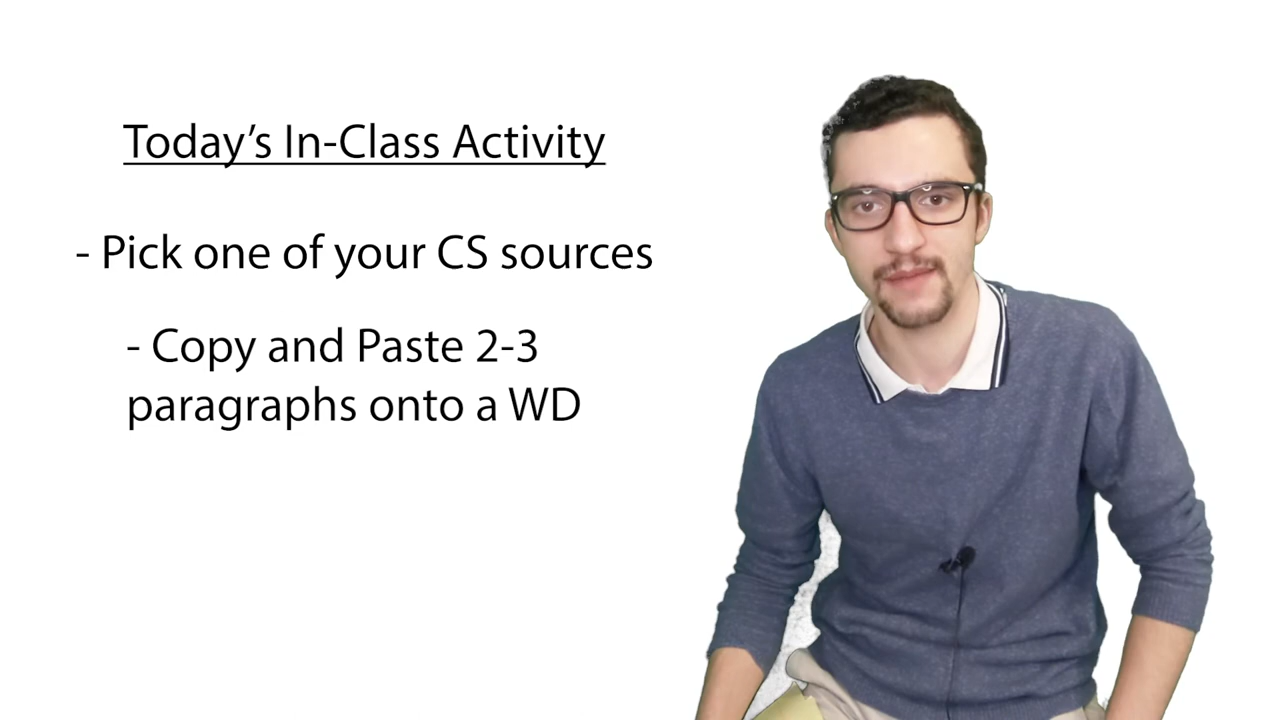 Today’s In-Class Activity
- Pick one of your CS sources
- Copy and Paste 2-3
paragraphs onto a WD